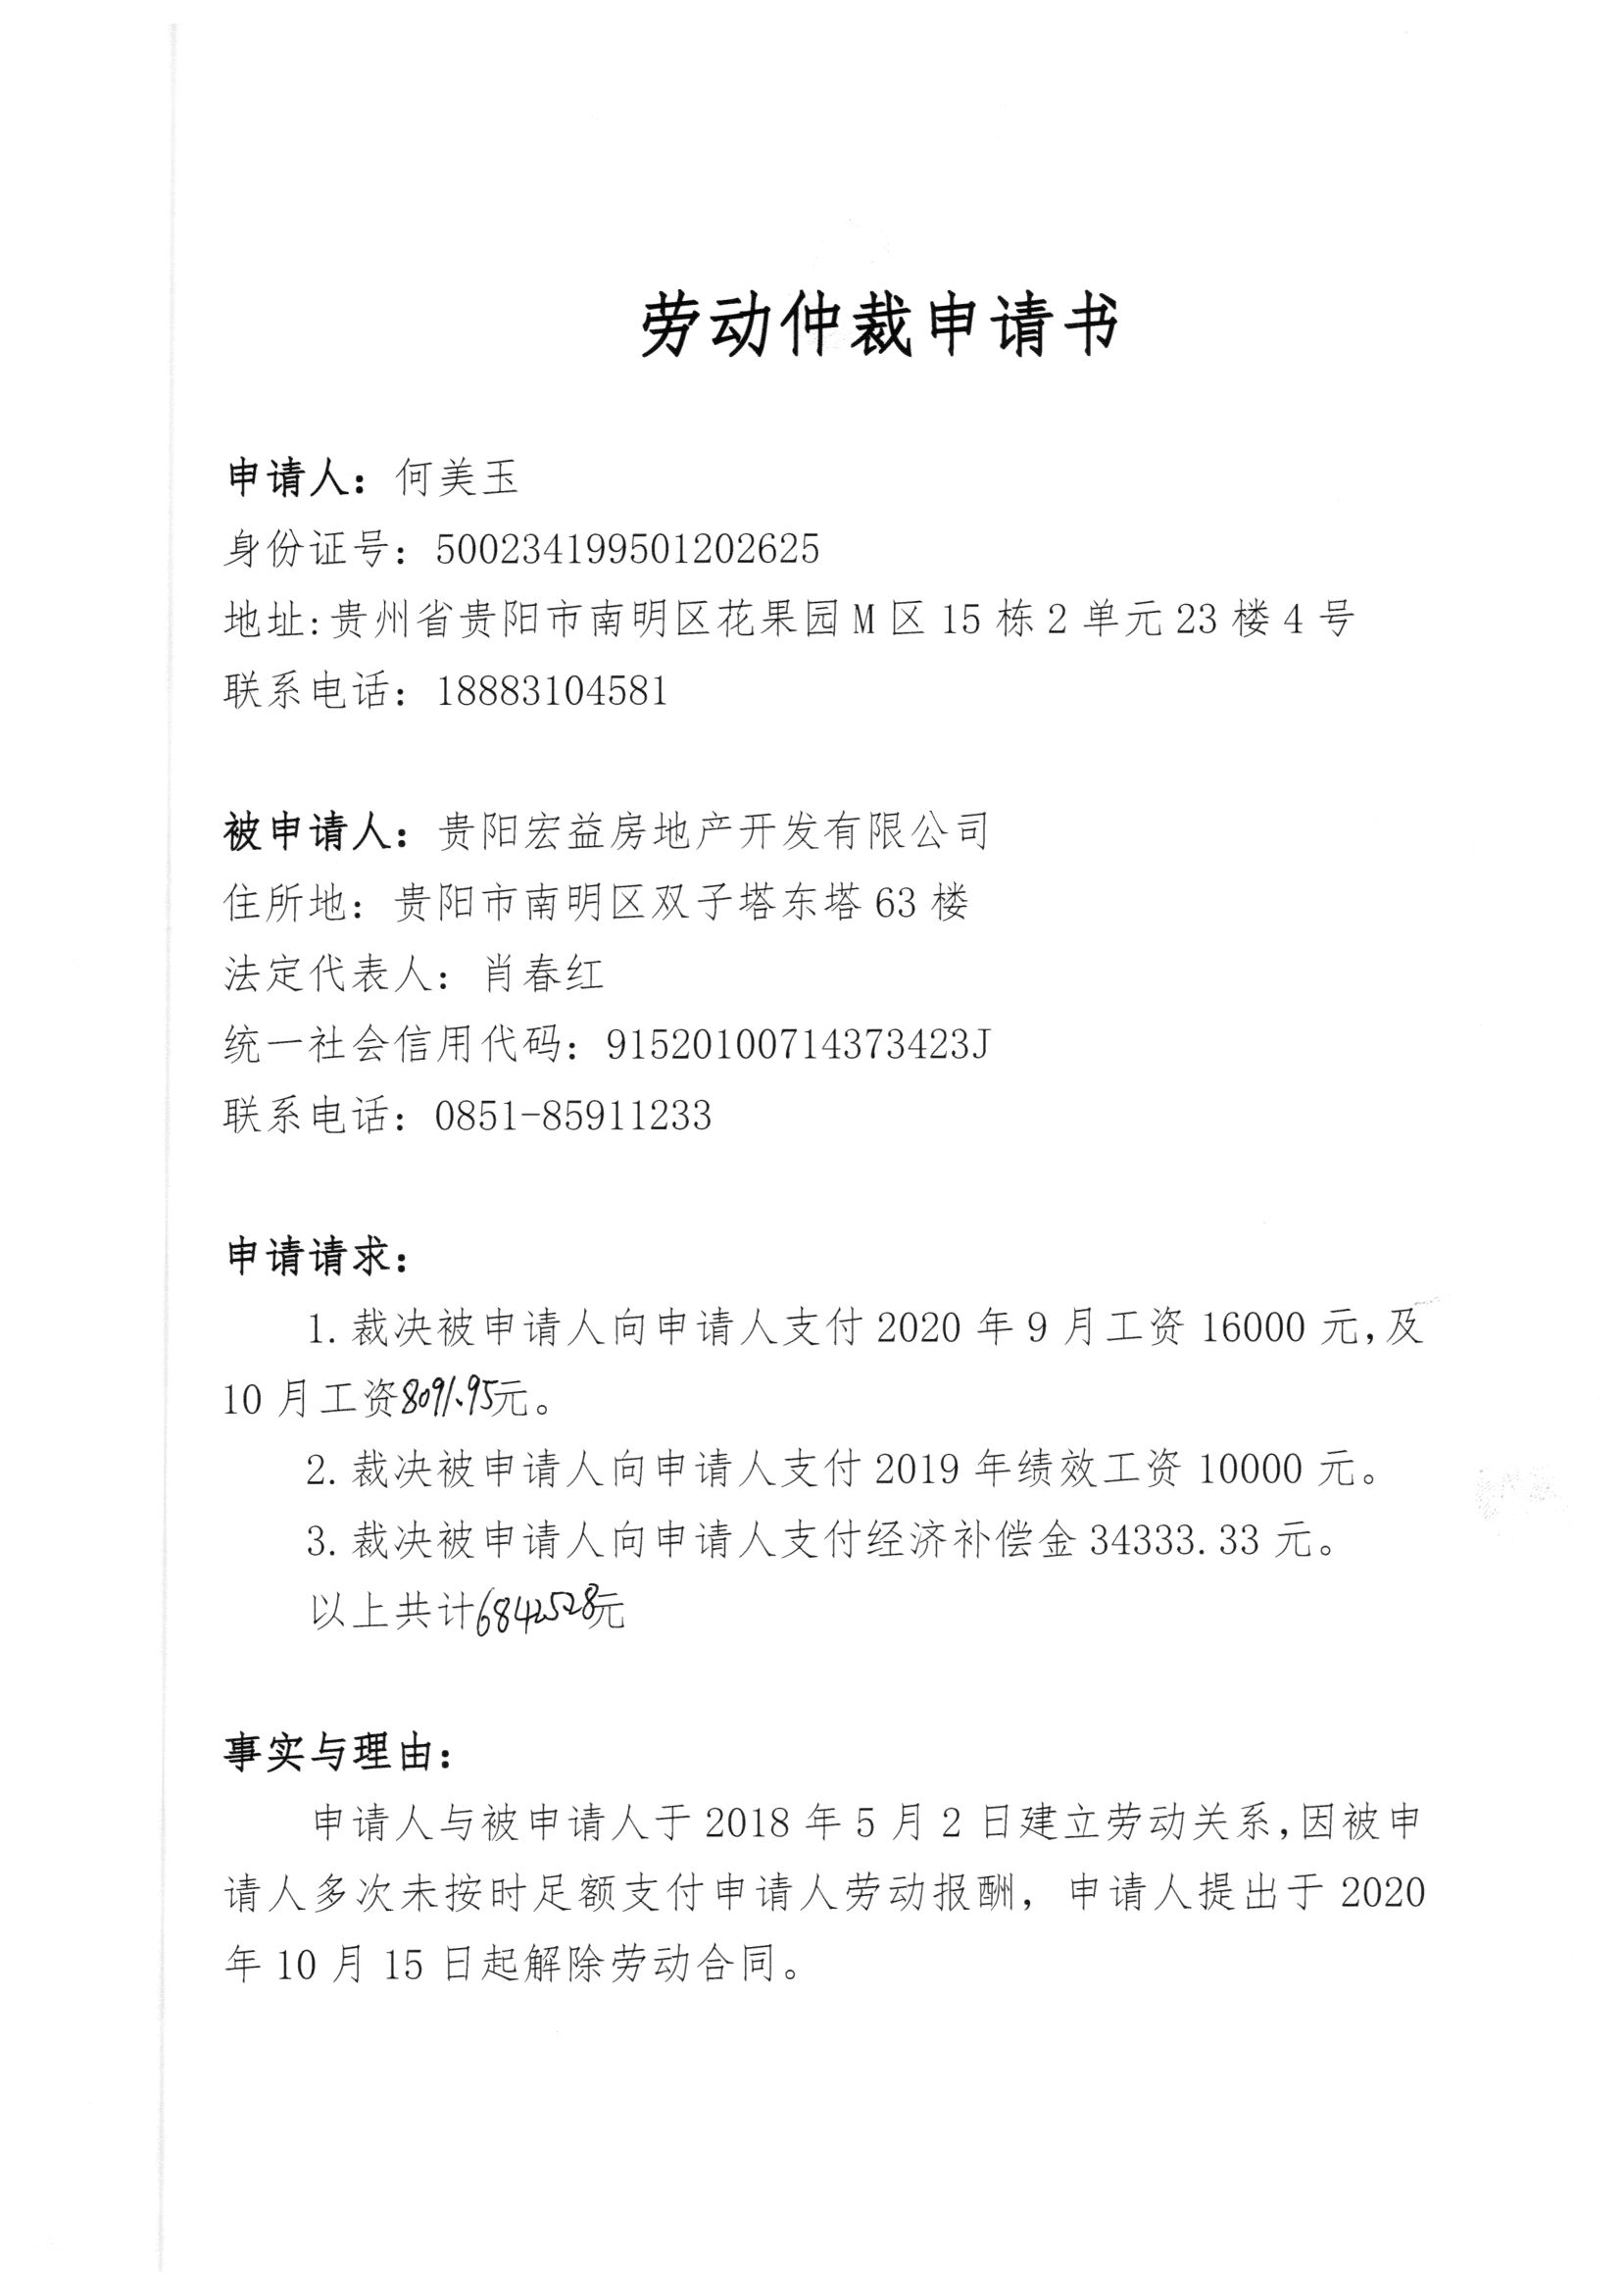 劳动仲裁申请书
申请人：何美玉
身份证号：500234199501202625
地址:贵州省贵阳市南明区花果园M区15栋2单元23楼4号
联系电话：18883104581
被申请人：贵阳宏益房地产开发有限公司
住所地：贵阳市南明区双子塔东塔63楼
法定代表人：肖春红
统一社会信用代码：91520100714373423J
联系电话：0851-85911233
申请请求：
1.裁决被申请人向申请人支付2020年9月工资16000元,及
10月工资8091.95元。
2.裁决被申请人向申请人支付2019年绩效工资10000元。
3.裁决被申请人向申请人支付经济补偿金34333.33元。
以上共计68425.28元
事实与理由：
申请人与被申请人于2018年5月2日建立劳动关系,因被申
请人多次未按时足额支付申请人劳动报酬，申请人提出于2020
年10月15日起解除劳动合同。